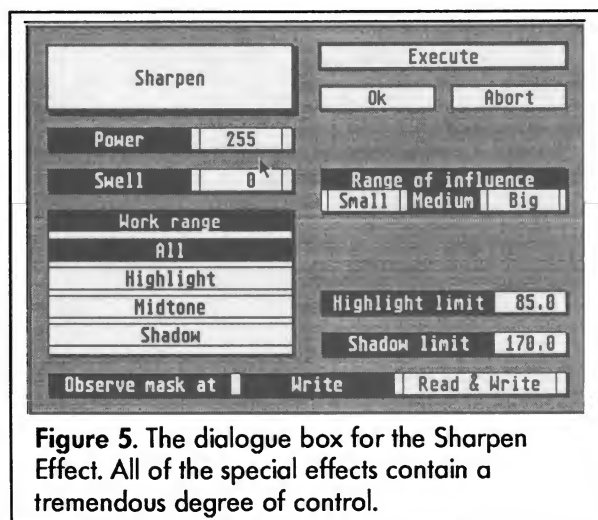 Sharpen
Execute
Ok Abort
Power 255
Swell 0
Range of influence
Small Medium Big
Work range
All
Highlight
Midtone
Shadow
Highlight limit 85.0
Shadow limit 170.0
Observe mask at Write Read & Write
Figure 5. The dialogue box for the Sharpen
Effect. All of the special effects contain a
tremendous degree of control.